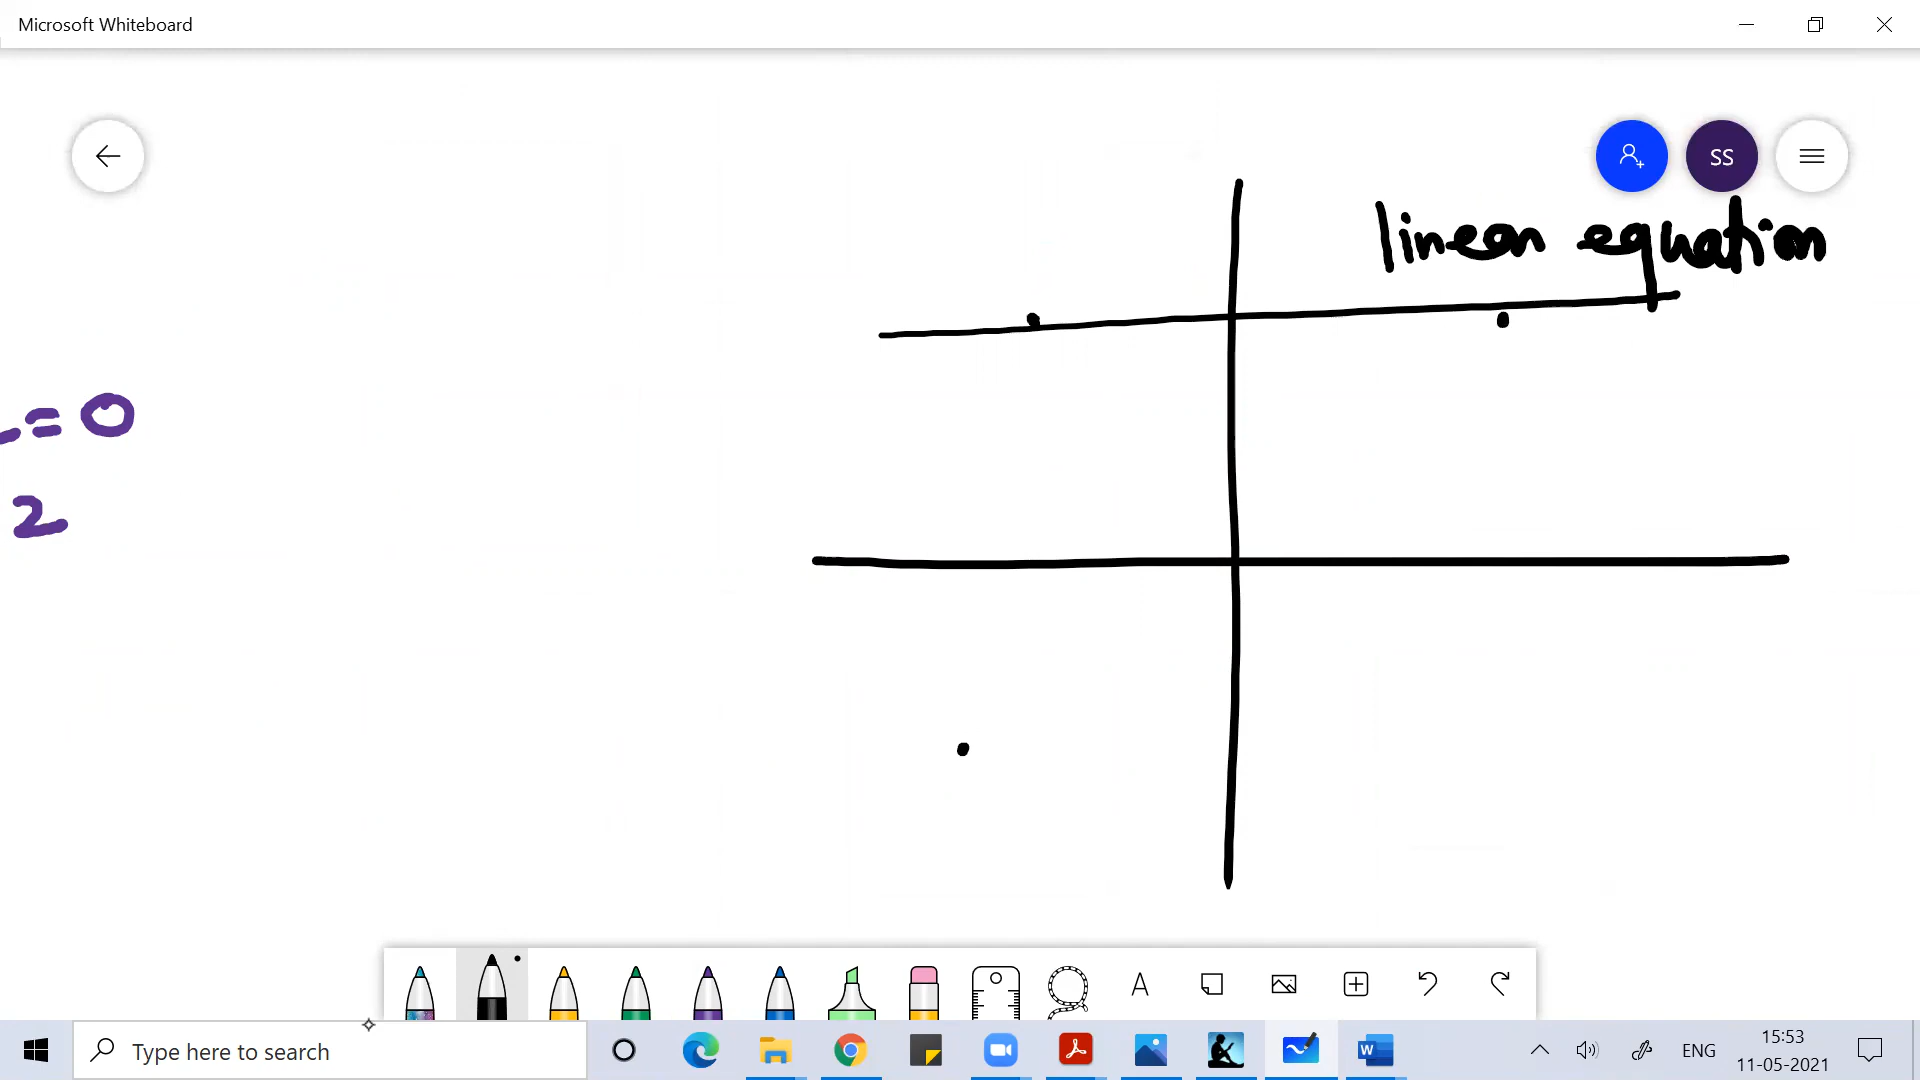 Microsoft Whiteboard
SS
linear equation
= 0
2
A
Type here to search
W
ENG
15:53
11-05-2021